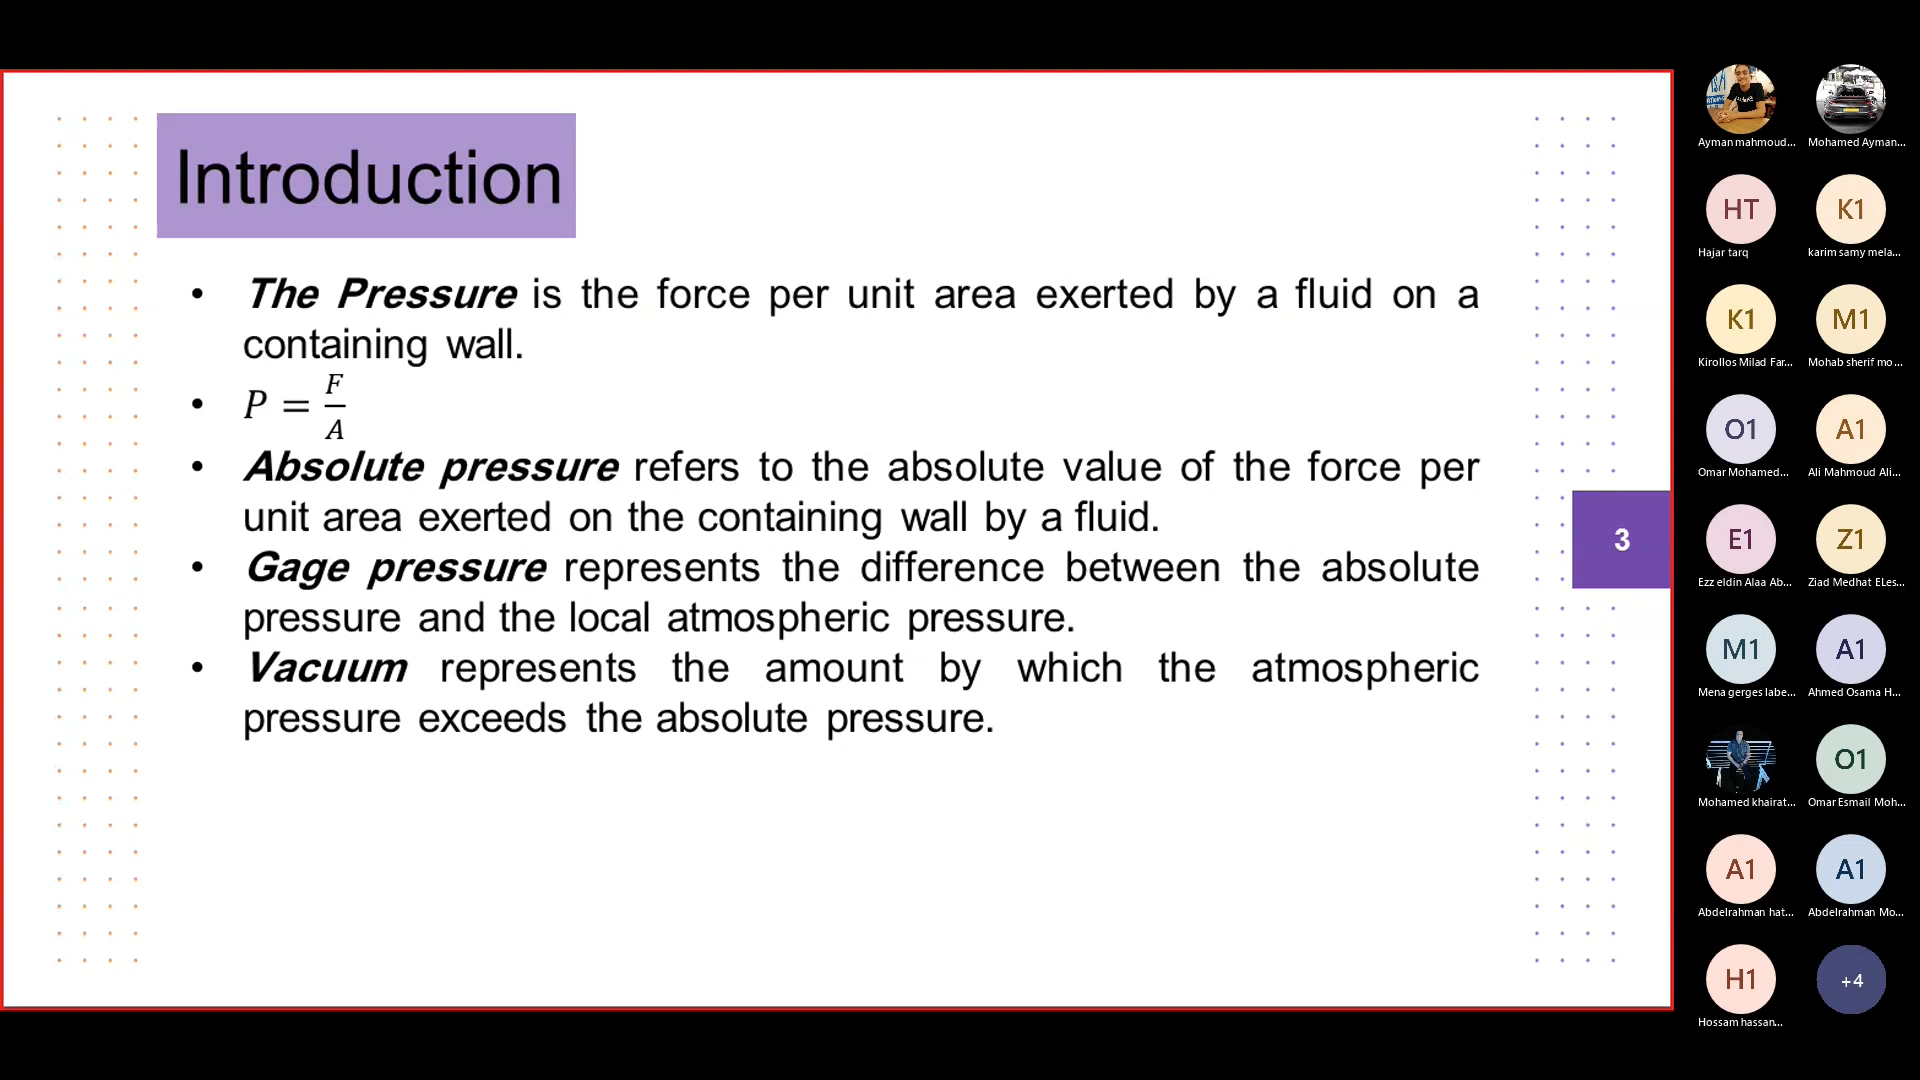 Introduction
• The Pressure is the force per unit area exerted by a fluid on a
containing wall.
• P = F/A
• Absolute pressure refers to the absolute value of the force per
unit area exerted on the containing wall by a fluid.
• Gage pressure represents the difference between the absolute
pressure and the local atmospheric pressure.
• Vacuum represents the amount by which the atmospheric
pressure exceeds the absolute pressure.
3
Ayman mahmoud...
Mohamed Ayman...
HT
K1
Hajar tarq
karim samy mela...
K1
M1
Kirollos Milad Far...
Mohab sherif mo...
O1
A1
Omar Mohamed...
Ali Mahmoud Ali...
E1
Z1
Ezz eldin Alaa Ab...
Ziad Medhat ELes...
M1
A1
Mena gerges labe...
Ahmed Osama H...
O1
Mohamed khairat...
Omar Esmail Moh...
A1
A1
Abdelrahman hat...
Abdelrahman Mo...
H1
+4
Hossam hassan...